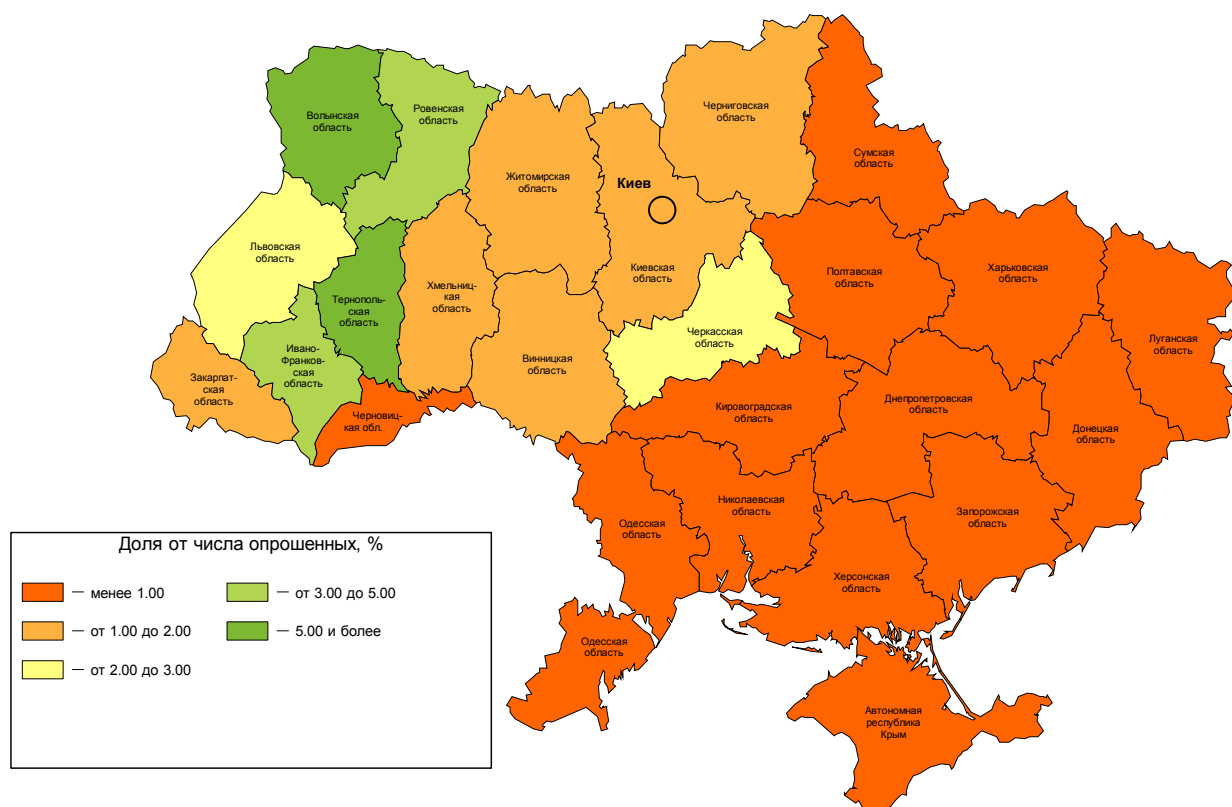 Волынская
область
Ровенская
область
Черниговская
область
Сумская
область
Житомирская
область
Киев
Львовская
область
Киевская
область
Полтавская
область
Харьковская
область
Хмельниц-
кая
область
Тернополь-
ская
область
Черкасская
область
Луганская
область
Ивано-
Франков-
ская
область
Винницкая
область
Закарпат-
ская
область
Черновиц-
кая обл.
Кировоградская
область
Днепропетровская
область
Донецкая
область
Николаевская
область
Запорожская
область
Одесская
область
Херсонская
область
Одесская
область
Автономная
республика
Крым
Доля от числа опрошенных, %
— менее 1.00
— от 1.00 до 2.00
— от 2.00 до 3.00
— от 3.00 до 5.00
— 5.00 и более